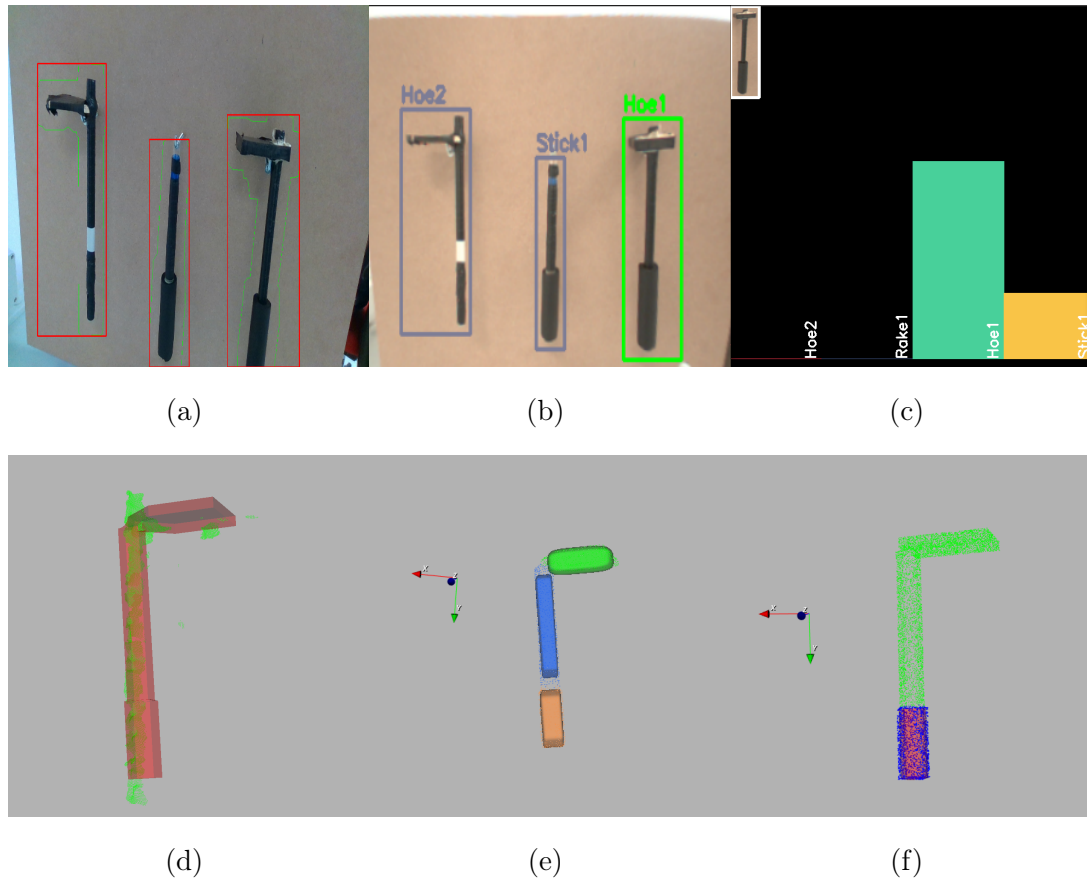 Hoe2
Stick1
Hoe1
Hoe2
Rake1
Hoe1
Stick1
(a)
(b)
(c)
X
Z
Y
X
Z
Y
(d)
(e)
(f)